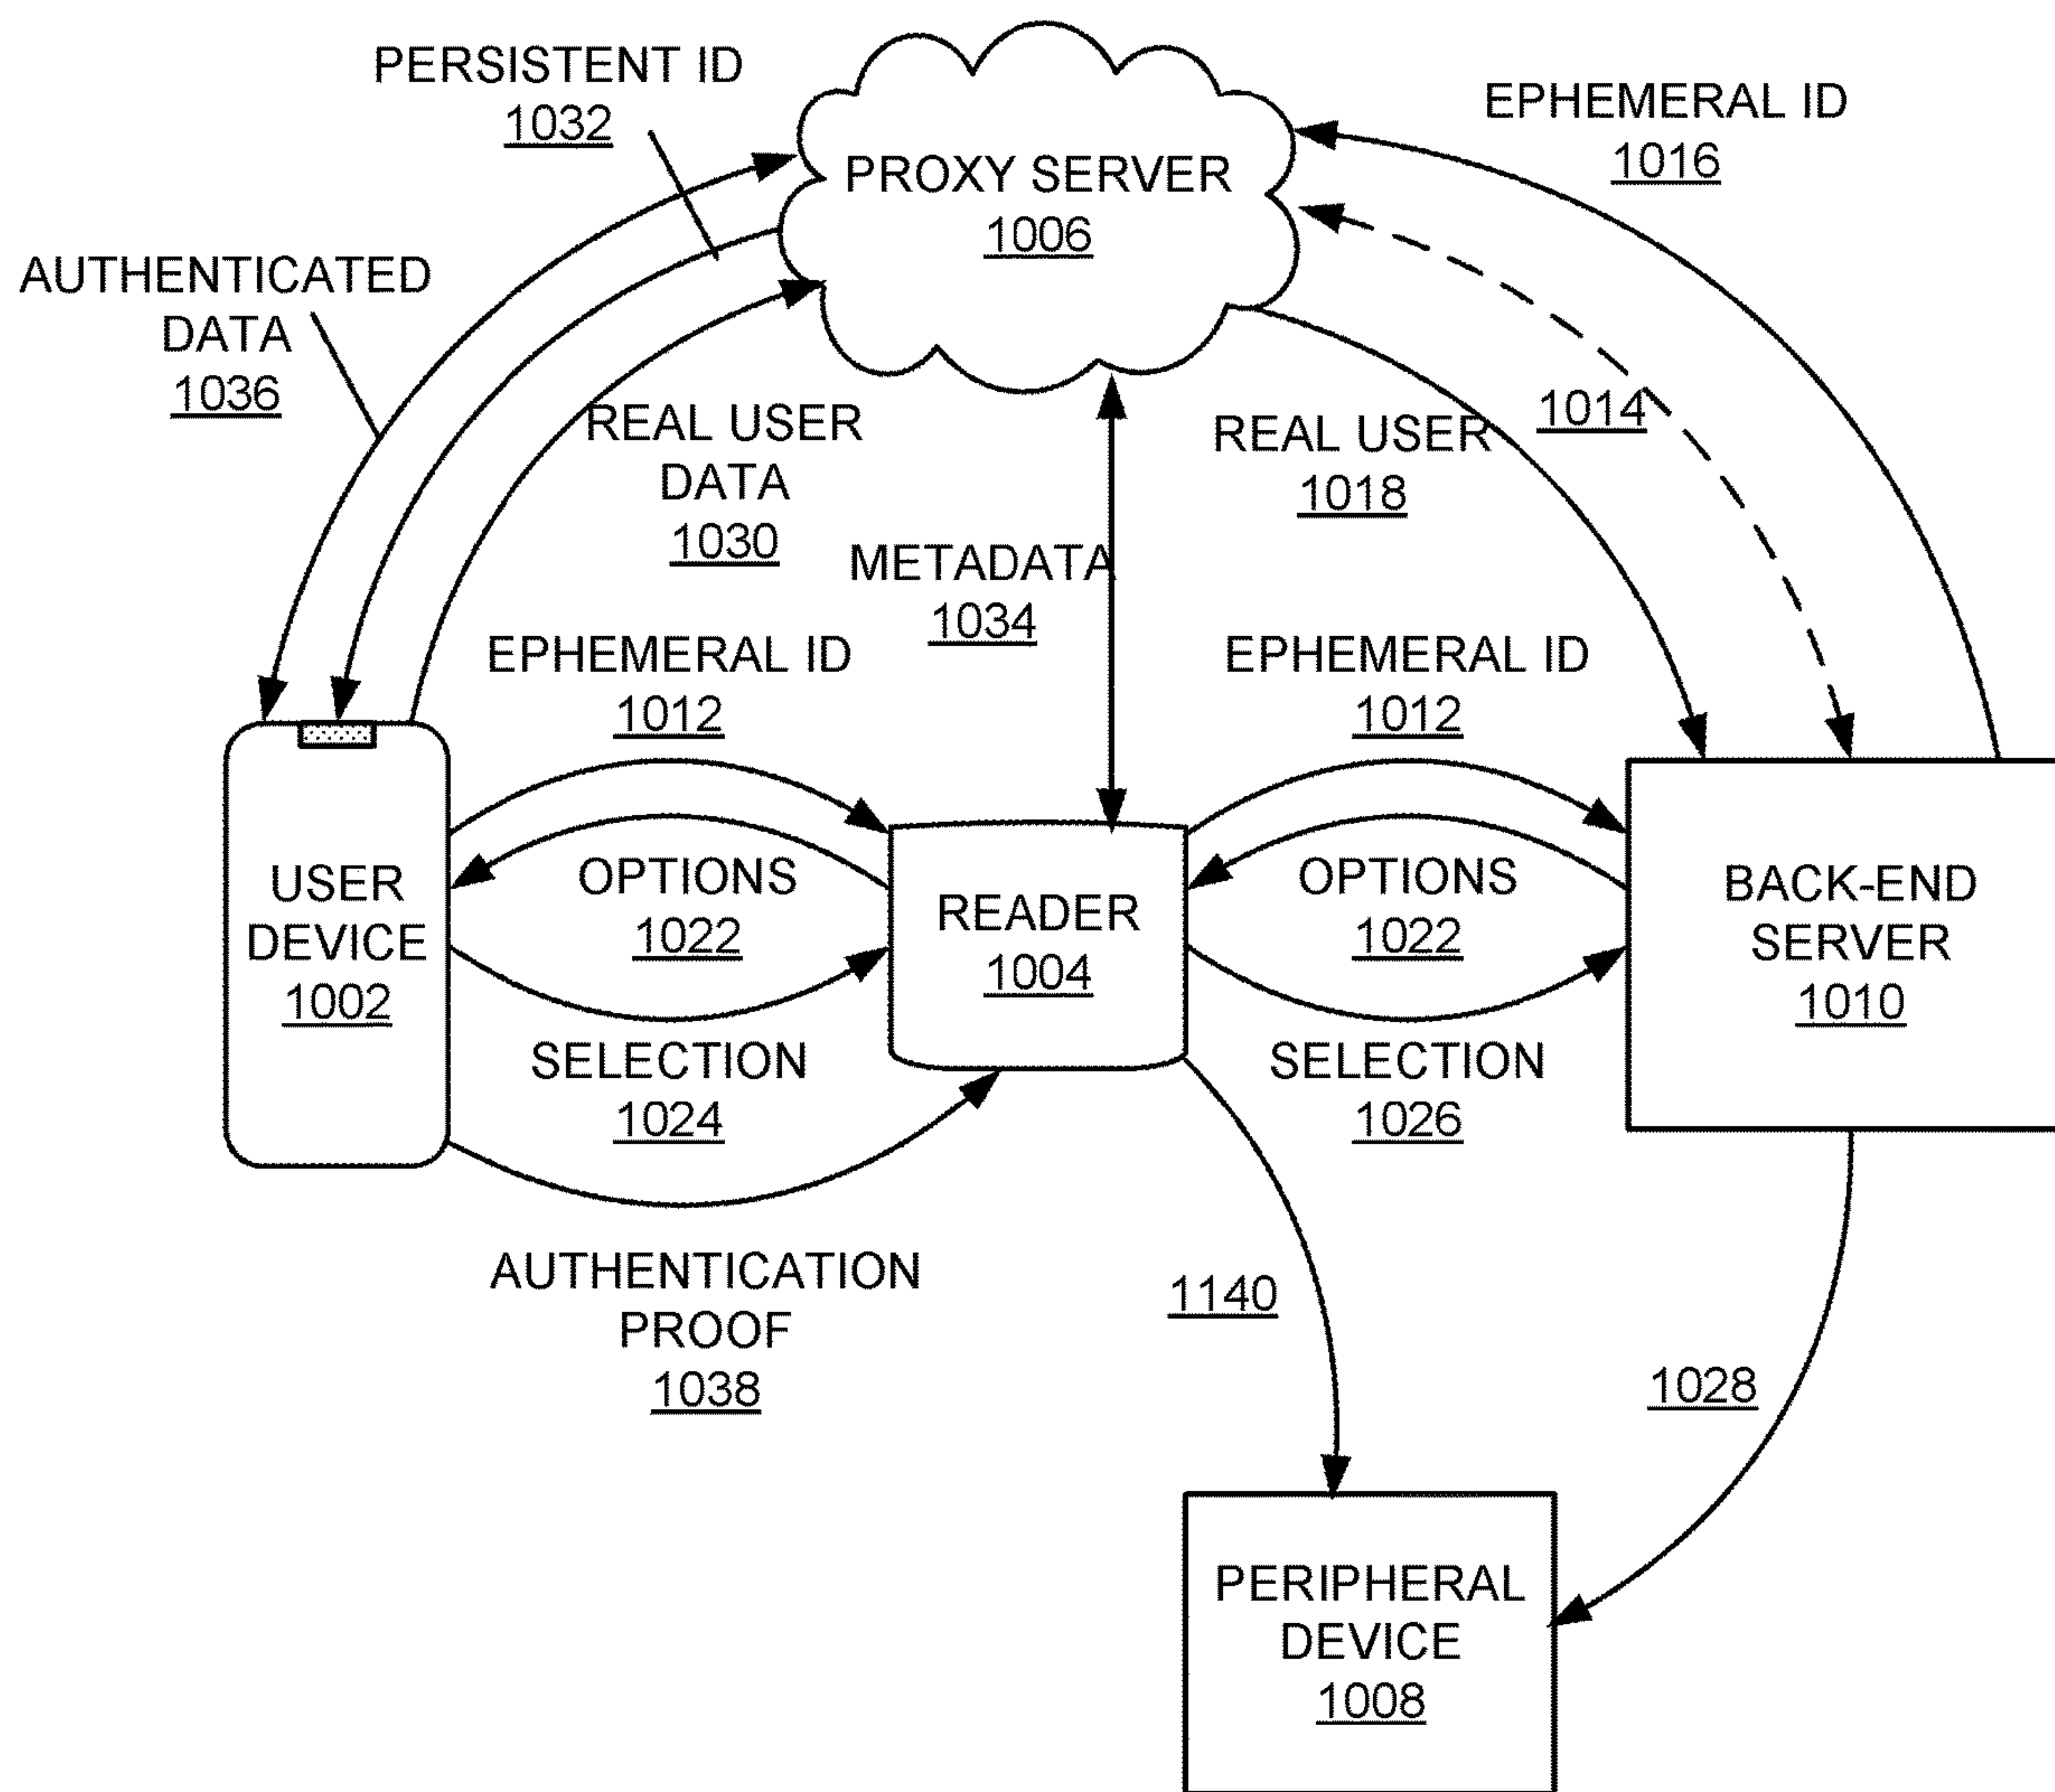 PERSISTENT ID
1032
EPHEMERAL ID
1016
PROXY SERVER
1006
AUTHENTICATED
DATA
1036
REAL USER
DATA
1030
REAL USER
1018
1014
METADATA
1034
EPHEMERAL ID
1012
EPHEMERAL ID
1012
USER
DEVICE
1002
OPTIONS
1022
READER
1004
OPTIONS
1022
BACK-END
SERVER
1010
SELECTION
1024
SELECTION
1026
AUTHENTICATION
PROOF
1038
1140
1028
PERIPHERAL
DEVICE
1008